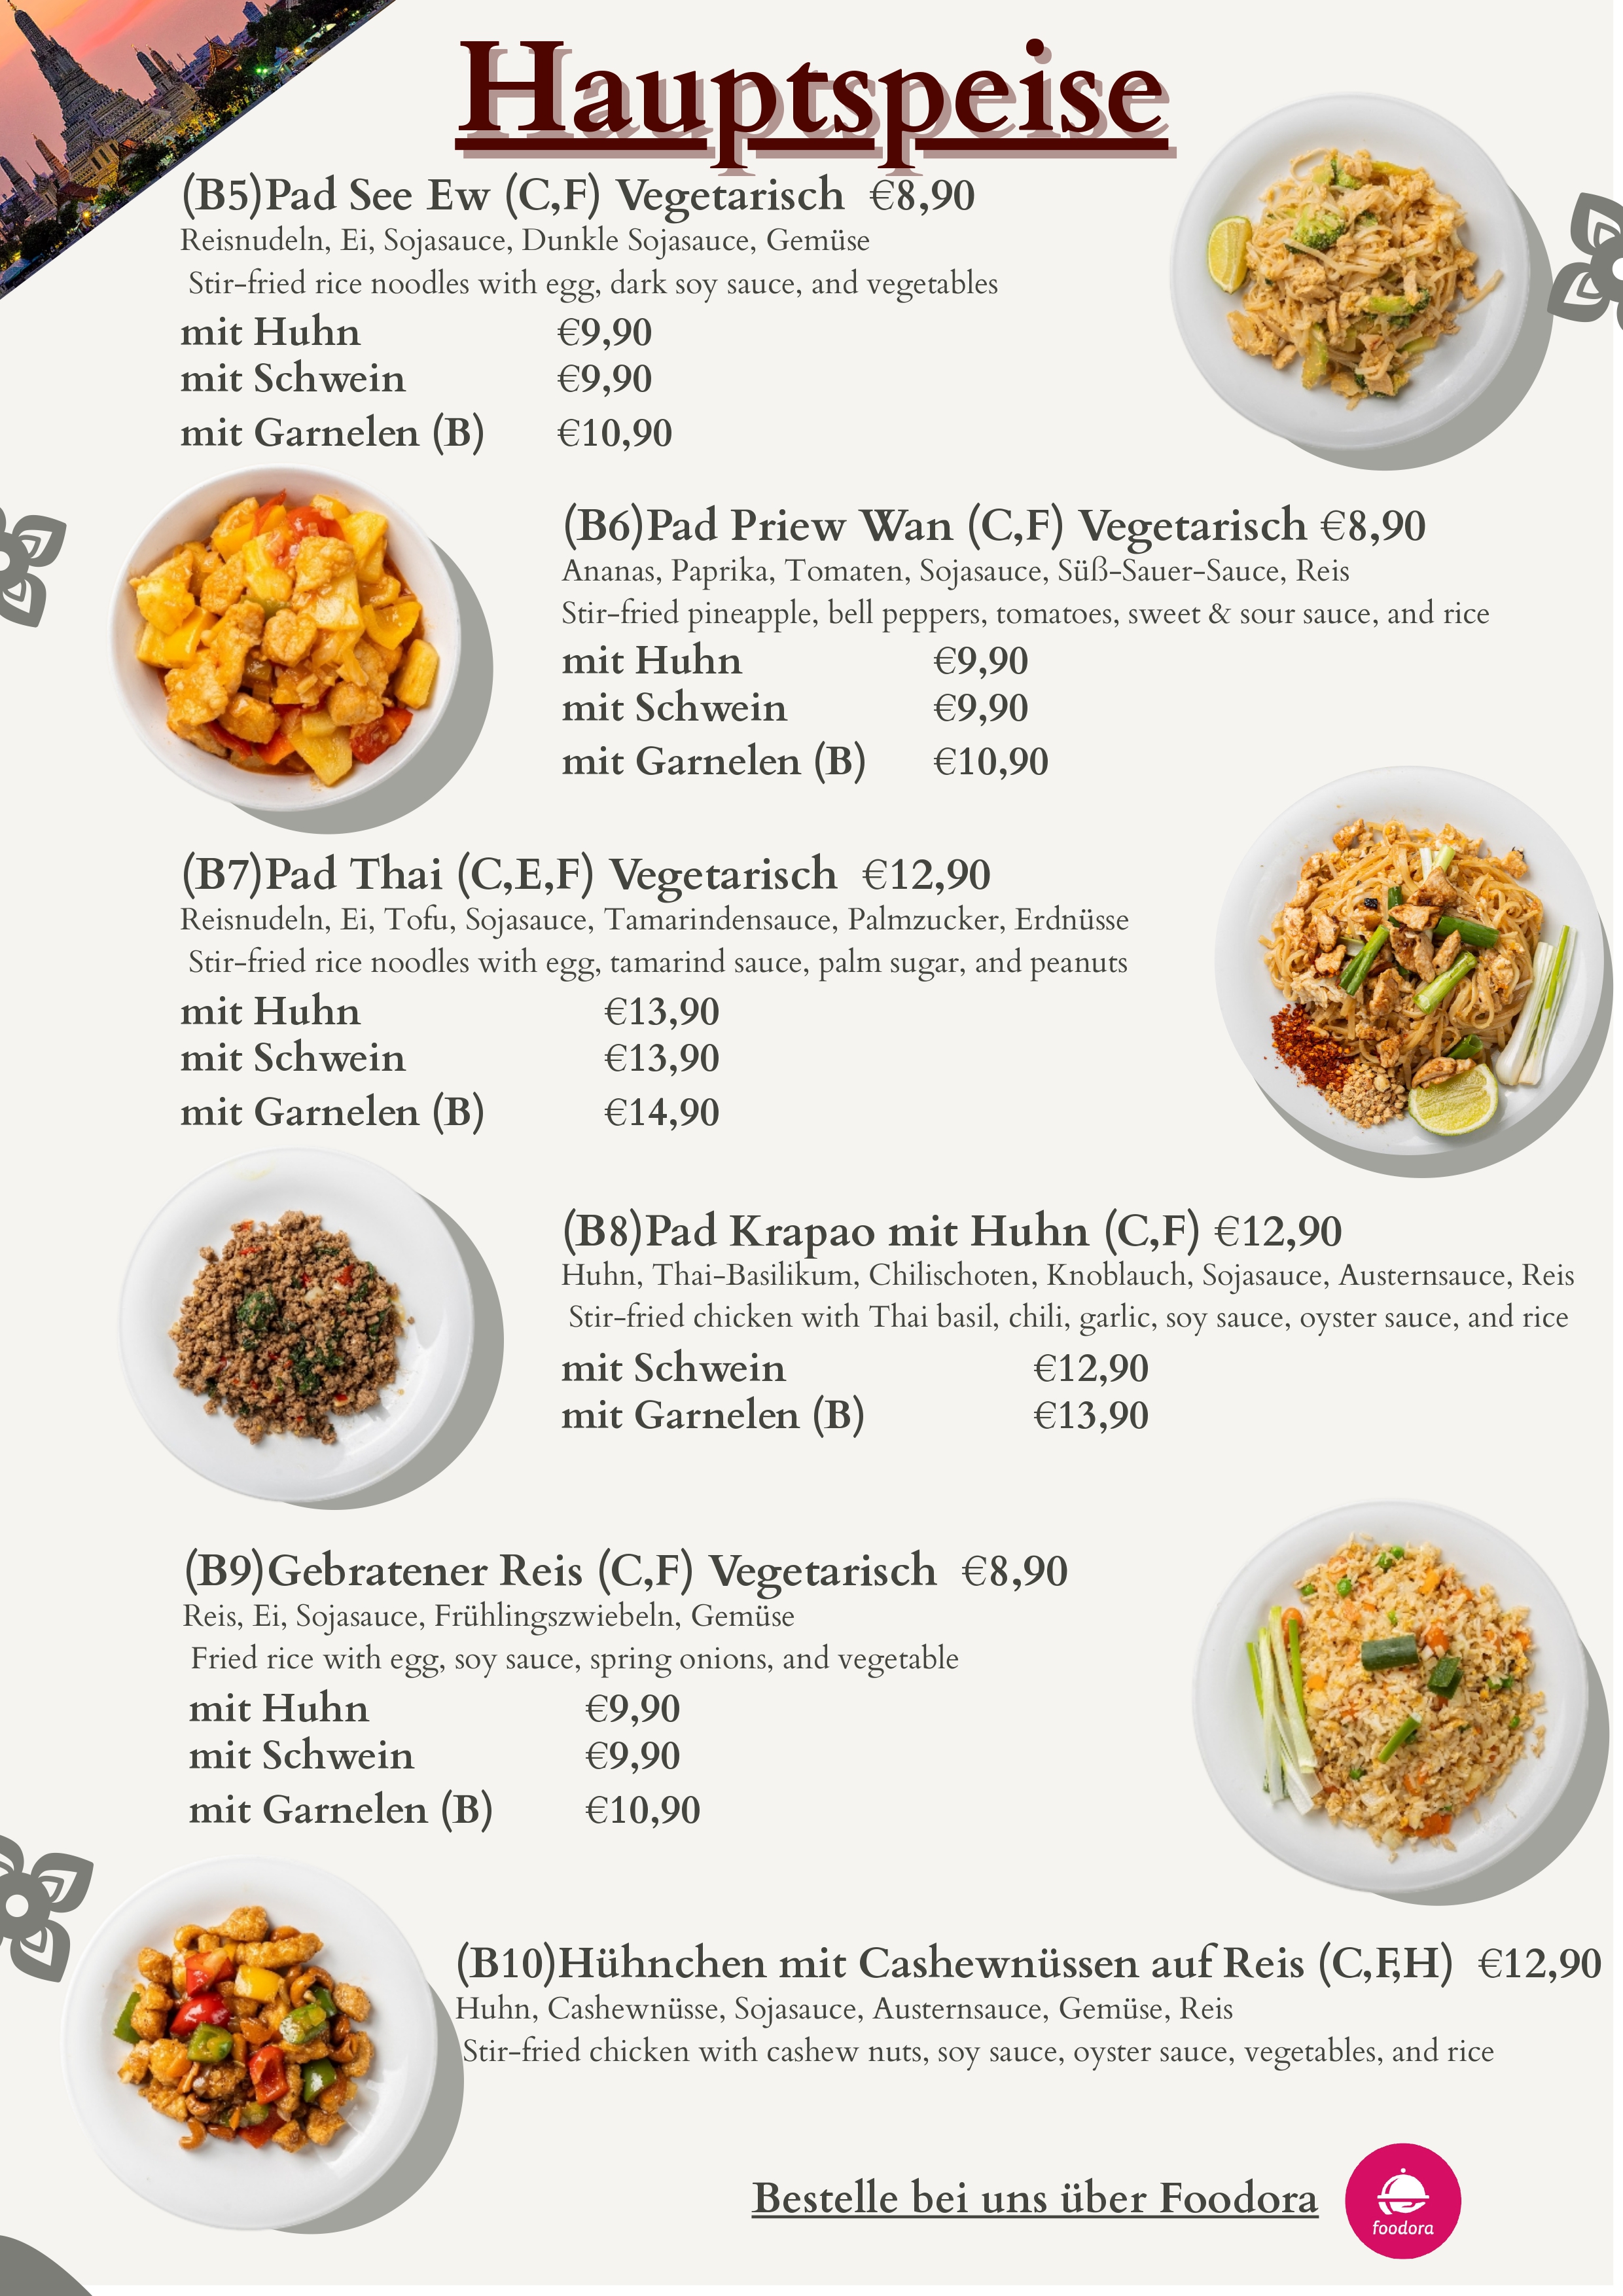 Hauptspeise
(B5)Pad See Ew (C,F) Vegetarisch €8,90
Reisnudeln, Ei, Sojasauce, Dunkle Sojasauce, Gemüse
Stir-fried rice noodles with egg, dark soy sauce, and vegetables
mit Huhn €9,90
mit Schwein €9,90
mit Garnelen (B) €10,90
(B6)Pad Priew Wan (C,F) Vegetarisch €8,90
Ananas, Paprika, Tomaten, Sojasauce, Süß-Sauer-Sauce, Reis
Stir-fried pineapple, bell peppers, tomatoes, sweet & sour sauce, and rice
mit Huhn €9,90
mit Schwein €9,90
mit Garnelen (B) €10,90
(B7)Pad Thai (C,E,F) Vegetarisch €12,90
Reisnudeln, Ei, Tofu, Sojasauce, Tamarindensauce, Palmzucker, Erdnüsse
Stir-fried rice noodles with egg, tamarind sauce, palm sugar, and peanuts
mit Huhn €13,90
mit Schwein €13,90
mit Garnelen (B) €14,90
(B8)Pad Krapao mit Huhn (C,F) €12,90
Huhn, Thai-Basilikum, Chilischoten, Knoblauch, Sojasauce, Austernsauce, Reis
Stir-fried chicken with Thai basil, chili, garlic, soy sauce, oyster sauce, and rice
mit Schwein €12,90
mit Garnelen (B) €13,90
(B9)Gebratener Reis (C,F) Vegetarisch €8,90
Reis, Ei, Sojasauce, Frühlingszwiebeln, Gemüse
Fried rice with egg, soy sauce, spring onions, and vegetable
mit Huhn €9,90
mit Schwein €9,90
mit Garnelen (B) €10,90
(B10)Hühnchen mit Cashewnüssen auf Reis (C,F,H) €12,90
Huhn, Cashewnüsse, Sojasauce, Austernsauce, Gemüse, Reis
Stir-fried chicken with cashew nuts, soy sauce, oyster sauce, vegetables, and rice
Bestelle bei uns über Foodora
foodora